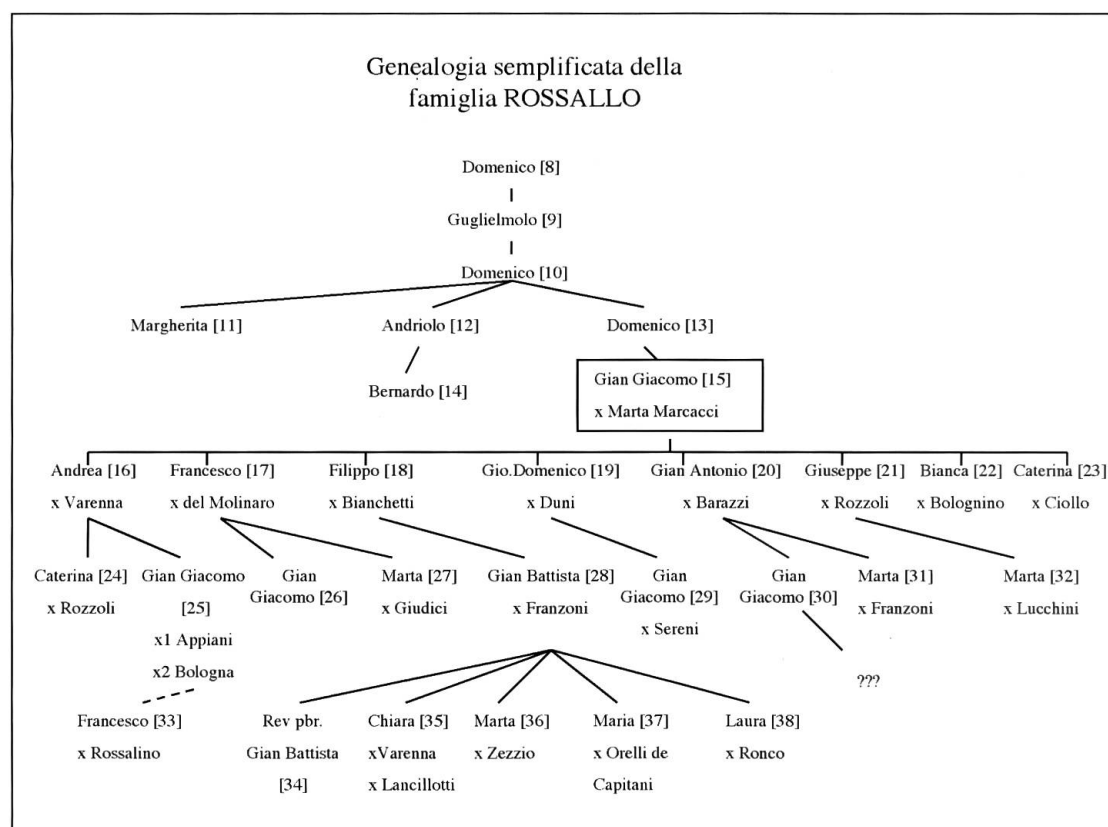 Genealogia semplificata della
famiglia ROSSALLO
Domenico [8]
Guglielmolo [9]
Domenico [10]
Margherita [11] Andriolo [12] Domenico [13]
Bernardo [14]
Gian Giacomo [15]
x Marta Marcacci
Andrea [16] Francesco [17] Filippo [18] Gio.Domenico [19] Gian Antonio [20] Giuseppe [21] Bianca [22] Caterina [23]
x Varenna x del Molinaro x Bianchetti x Duni x Barazzi x Rozzoli x Bolognino x Ciollo
Caterina [24]
x Rozzoli
Gian Giacomo
[25]
x1 Appiani
x2 Bologna
Gian
Giacomo [26]
Marta [27]
x Giudici
Gian Battista [28]
x Franzoni
Gian
Giacomo [29]
x Sereni
Gian
Giacomo [30]
Marta [31]
x Franzoni
Marta [32]
x Lucchini
???
Francesco [33]
x Rossalino
Rev pbr.
Gian Battista
[34]
Chiara [35]
xVarenna
x Lancillotti
Marta [36]
x Zezzio
Maria [37]
x Orelli de
Capitani
Laura [38]
x Ronco